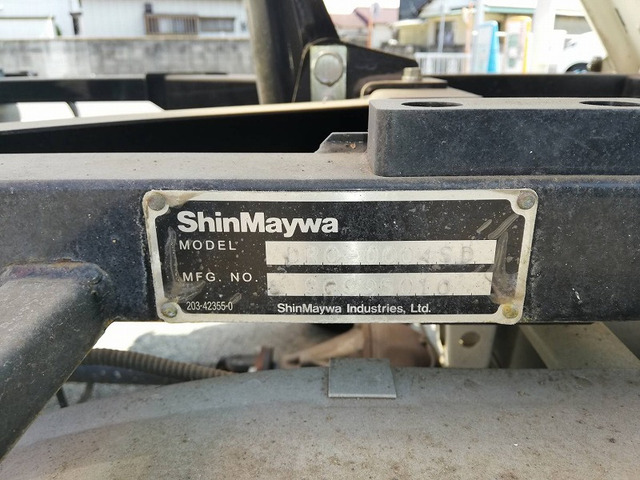 ShinMaywa
MODEL
MFG. NO.
203-42355-0
ShinMaywa Industries, Ltd.